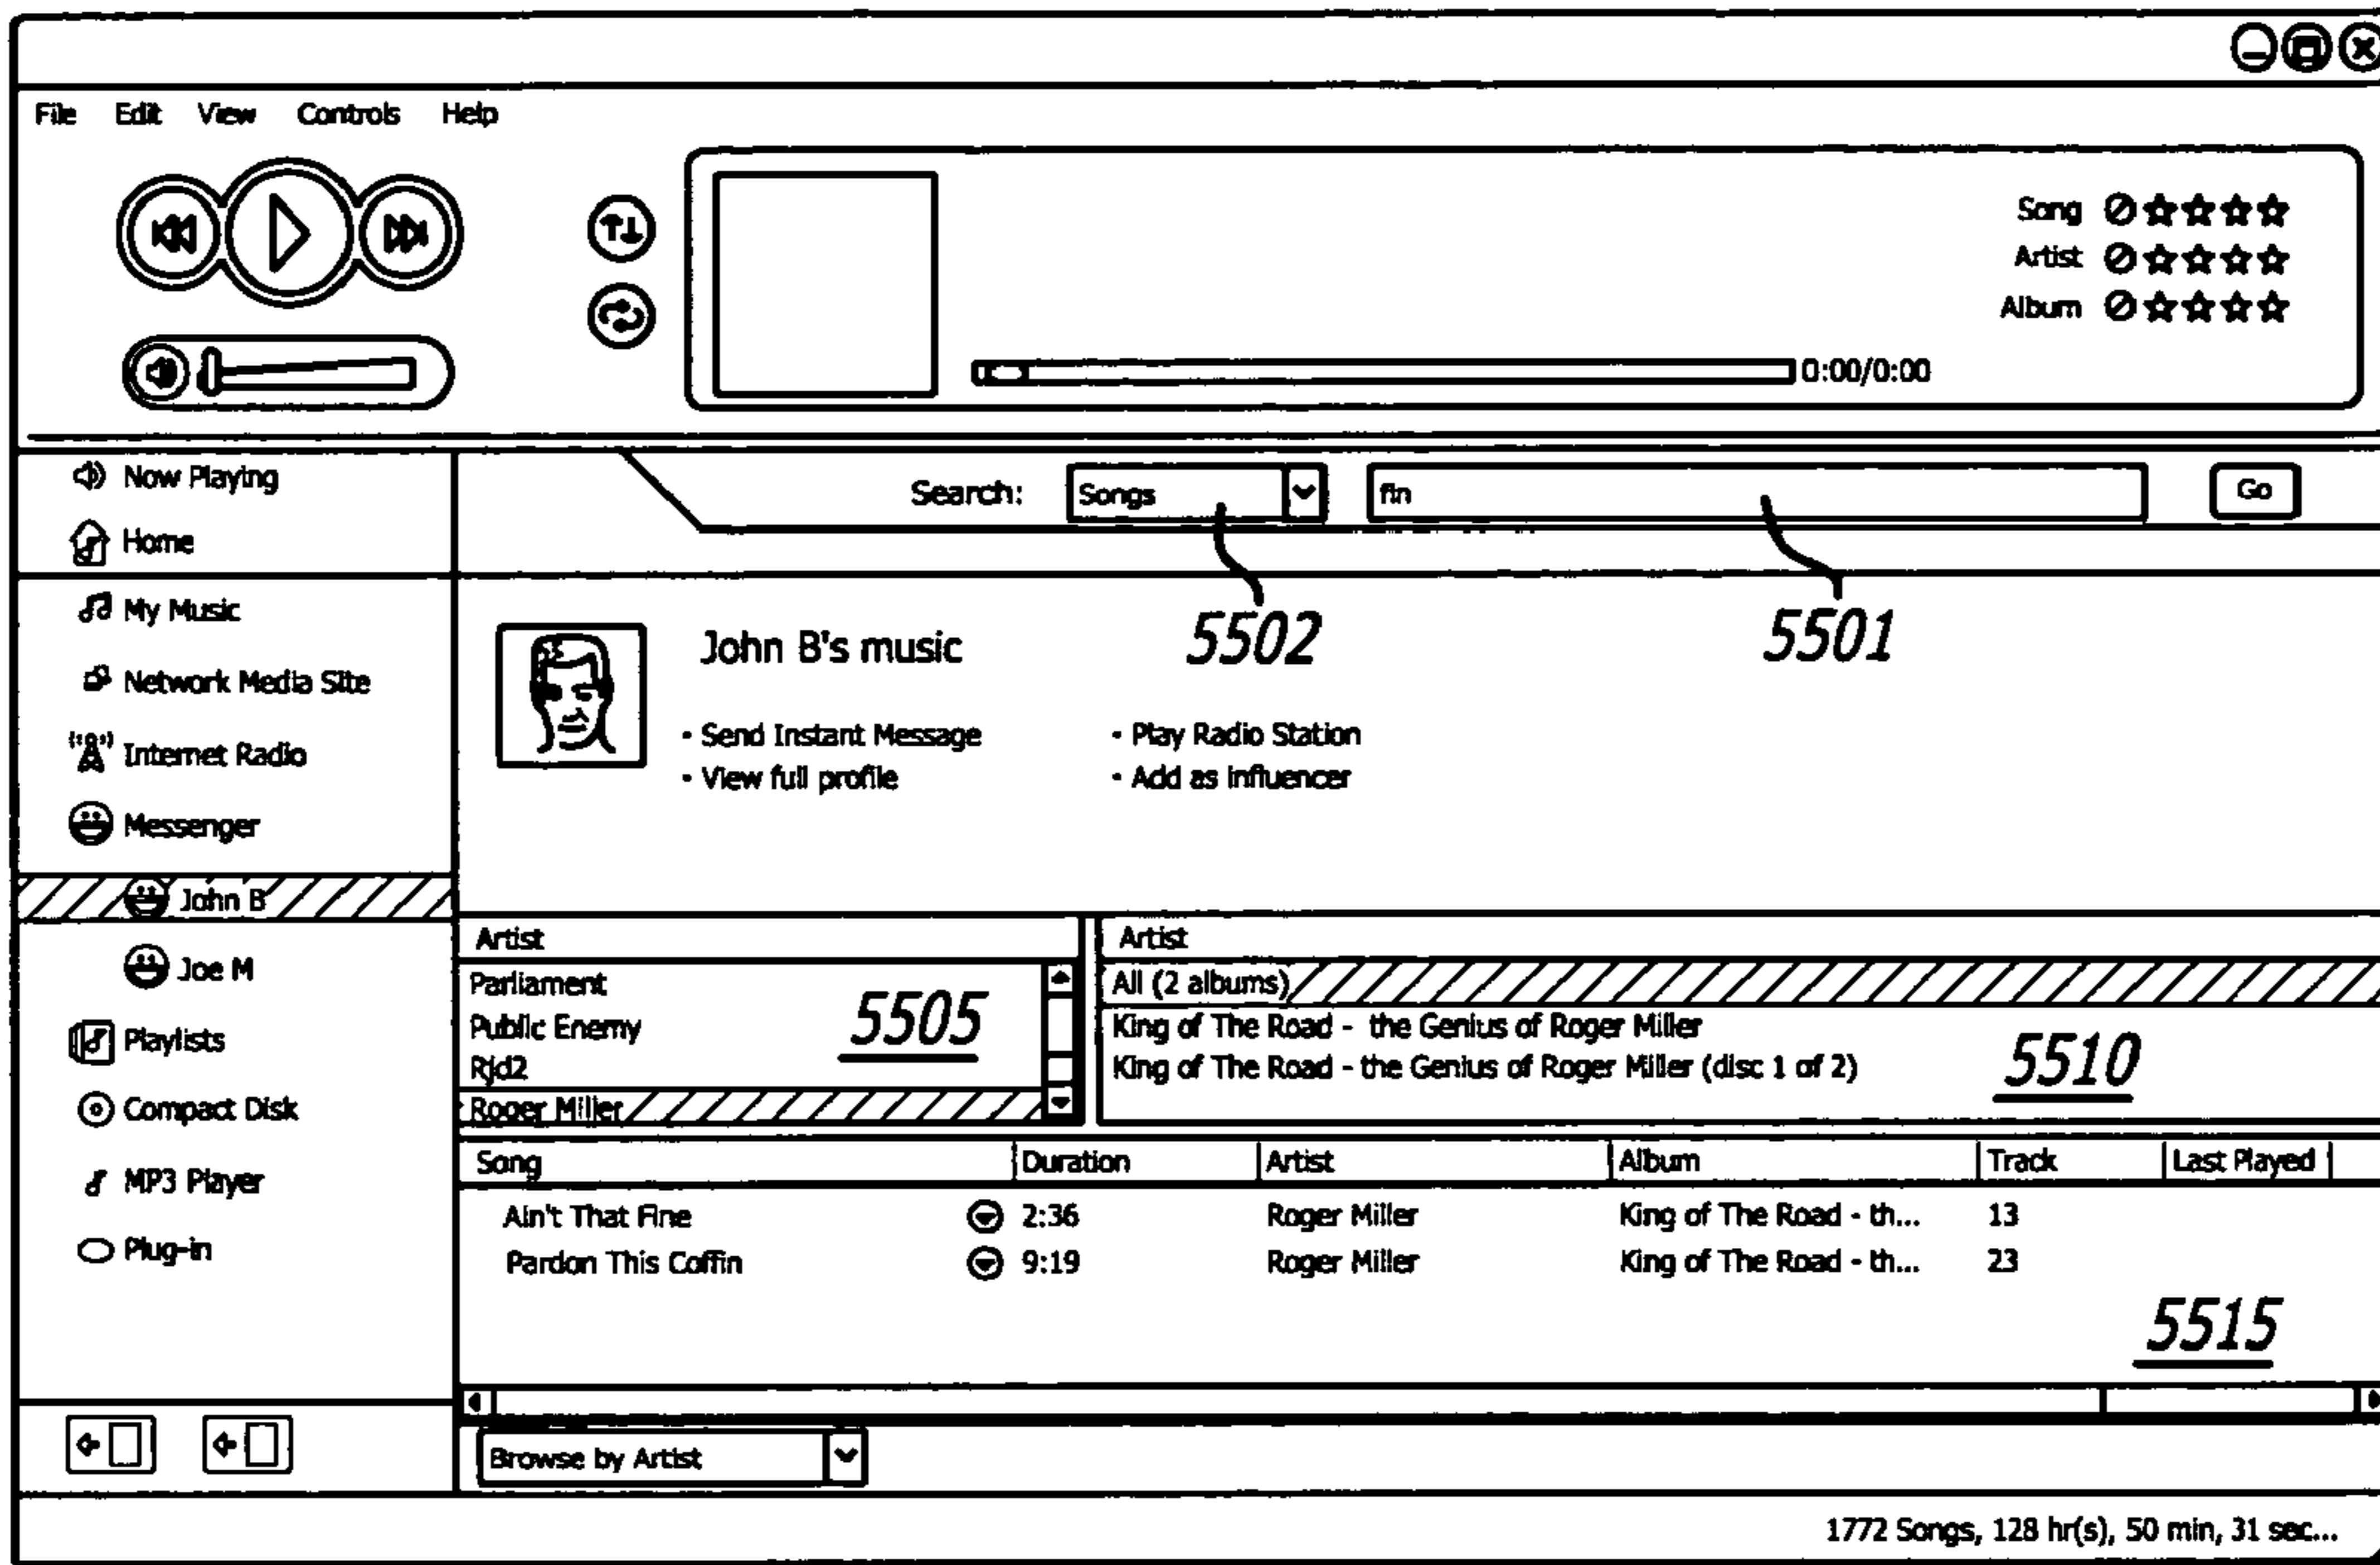 File Edit View Controls Help
Song
Artist
Album
0:00/0:00
Now Playing
Home
My Music
Network Media Site
Internet Radio
Messenger
John B
Joe M
Playlists
Compact Disk
MP3 Player
Plug-in
Search: Songs fin Go
5502 5501
John B's music
- Send Instant Message - Play Radio Station
- View full profile - Add as influencer
Artist
Parliament
Public Enemy
Rjd2
Roger Miller
5505
Artist
All (2 albums)
King of The Road - the Genius of Roger Miller
King of The Road - the Genius of Roger Miller (disc 1 of 2)
5510
Song Duration Artist Album Track Last Played
Ain't That Fine 2:36 Roger Miller King of The Road - th... 13
Pardon This Coffin 9:19 Roger Miller King of The Road - th... 23
5515
Browse by Artist
1772 Songs, 128 hr(s), 50 min, 31 sec...